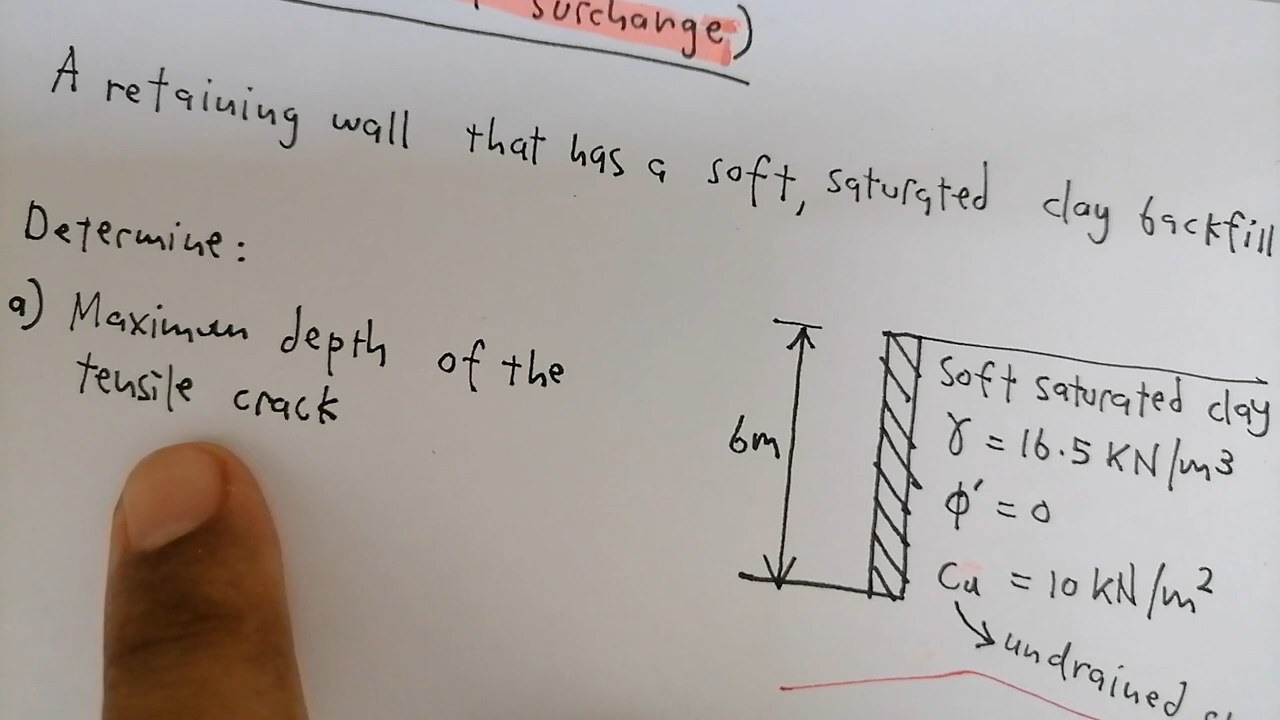 surchange)
A retaining wall that has a soft, saturated clay backfill
Determine:
a) Maximum depth of the
tensile crack
6m
Soft saturated clay
γ = 16.5 KN/m³
ϕ' = 0
Cu = 10 kN/m²
undrained